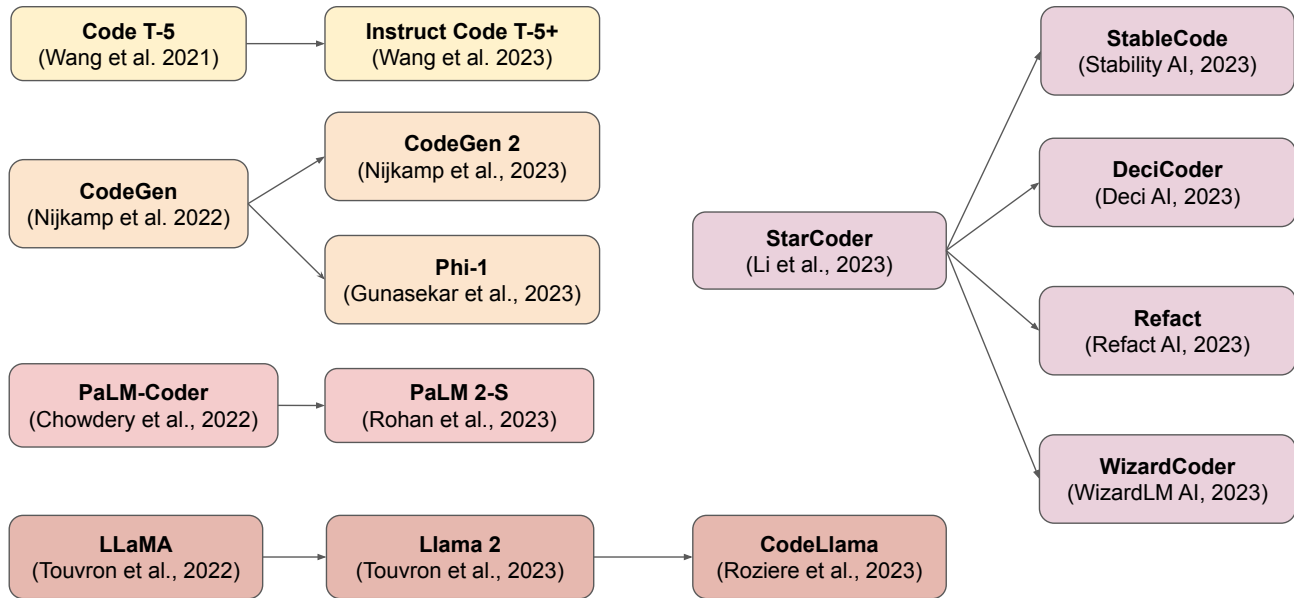 Code T-5
(Wang et al. 2021)
Instruct Code T-5+
(Wang et al. 2023)
CodeGen
(Nijkamp et al. 2022)
CodeGen 2
(Nijkamp et al., 2023)
Phi-1
(Gunasekar et al., 2023)
PaLM-Coder
(Chowdery et al., 2022)
PaLM 2-S
(Rohan et al., 2023)
LLaMA
(Touvron et al., 2022)
Llama 2
(Touvron et al., 2023)
CodeLlama
(Roziere et al., 2023)
StarCoder
(Li et al., 2023)
StableCode
(Stability AI, 2023)
DeciCoder
(Deci AI, 2023)
Refact
(Refact AI, 2023)
WizardCoder
(WizardLM AI, 2023)